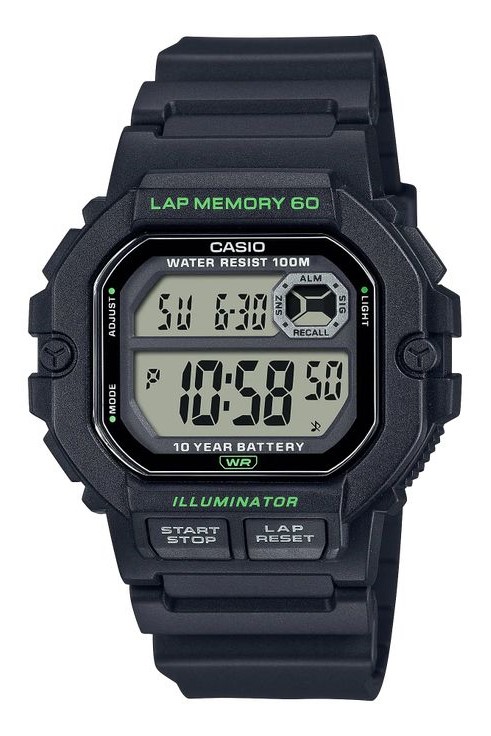 LAP MEMORY 60
CASIO
WATER RESIST 100M
ALM
SNZ
SIG
RECALL
ADJUST
LIGHT
SU 6-30
P 10:58 50
MODE
10 YEAR BATTERY
WR
ILLUMINATOR
START STOP
LAP RESET